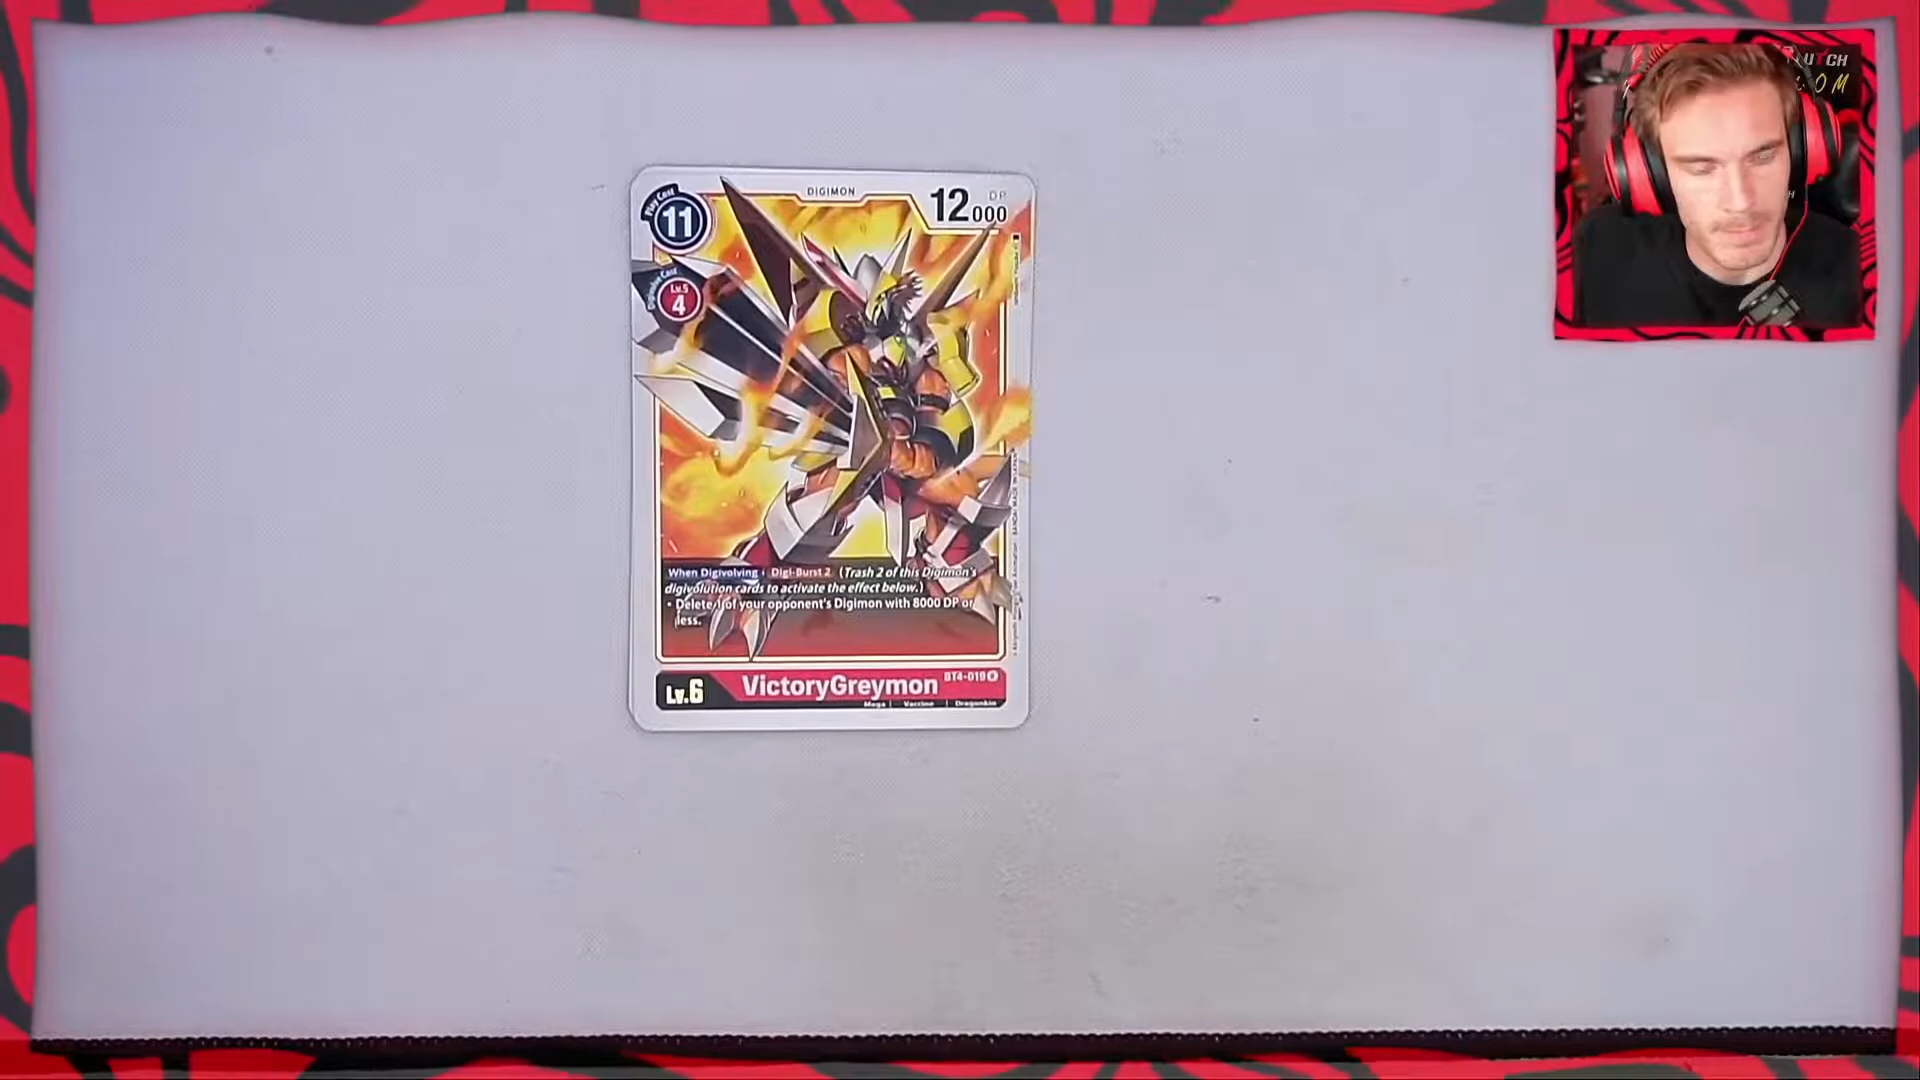 DIGIMON
Play Cost
11
DP
12000
Digivolve Cost
Lv.5
4
When Digivolving Digi-Burst 2 (Trash 2 of this Digimon's
digivolution cards to activate the effect below.)
• Delete 1 of your opponent's Digimon with 8000 DP or
less.
Lv.6
VictoryGreymon
BT4-019 R
Mega | Vaccine | Dragonkin
UTCH
OM